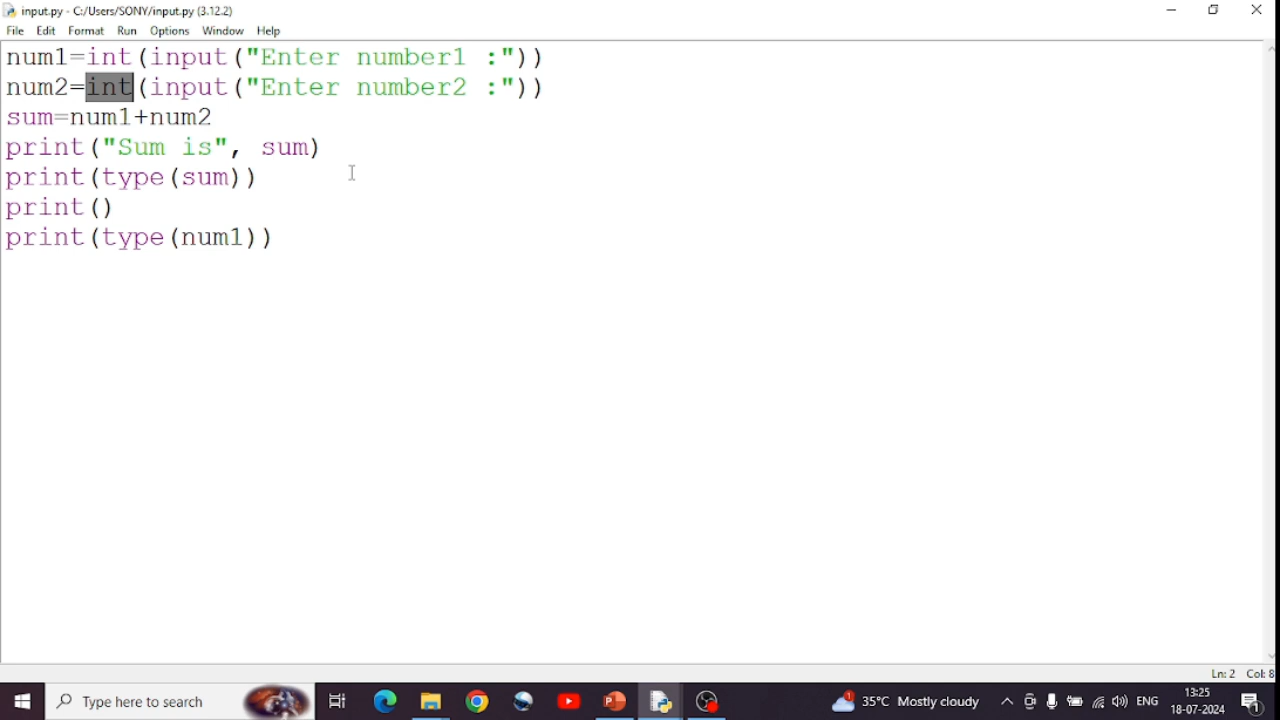 input.py - C:/Users/SONY/input.py (3.12.2)
File Edit Format Run Options Window Help
num1=int(input("Enter number1 :"))
num2=int(input("Enter number2 :"))
sum=num1+num2
print("Sum is", sum)
print(type(sum))
print()
print(type(num1))
Ln: 2 Col: 8
Type here to search
1
35°C Mostly cloudy
ENG
13:25
18-07-2024
1